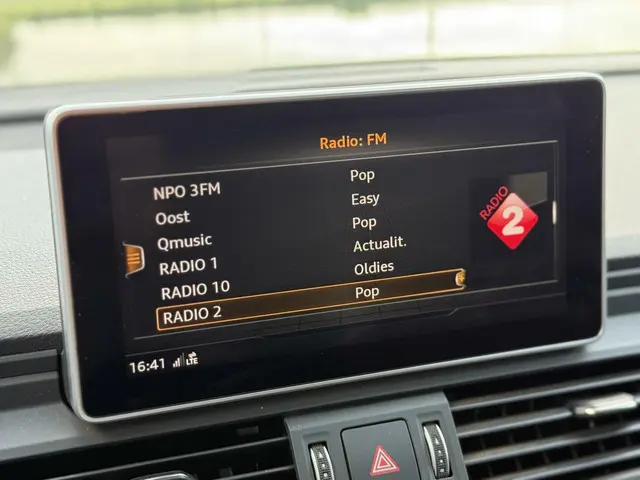 Radio: FM
NPO 3FM Pop
Oost Easy
Qmusic Pop
RADIO 1 Actualit.
RADIO 10 Oldies
RADIO 2 Pop
RADIO
2
16:41 LTE